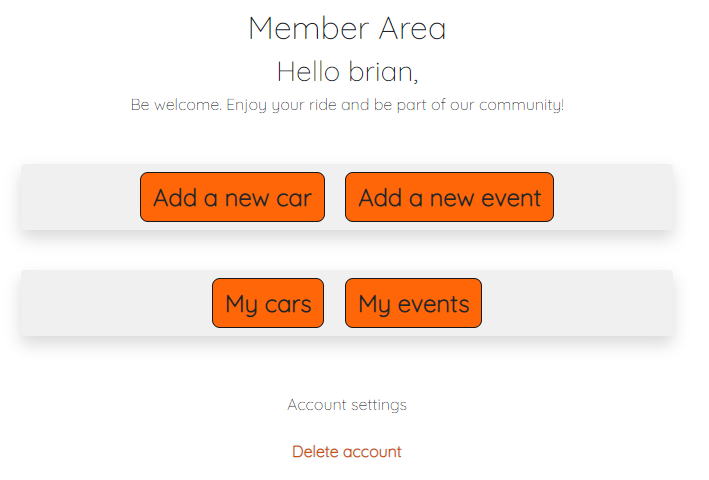 Member Area
Hello brian,
Be welcome. Enjoy your ride and be part of our community!
Add a new car Add a new event
My cars My events
Account settings
Delete account